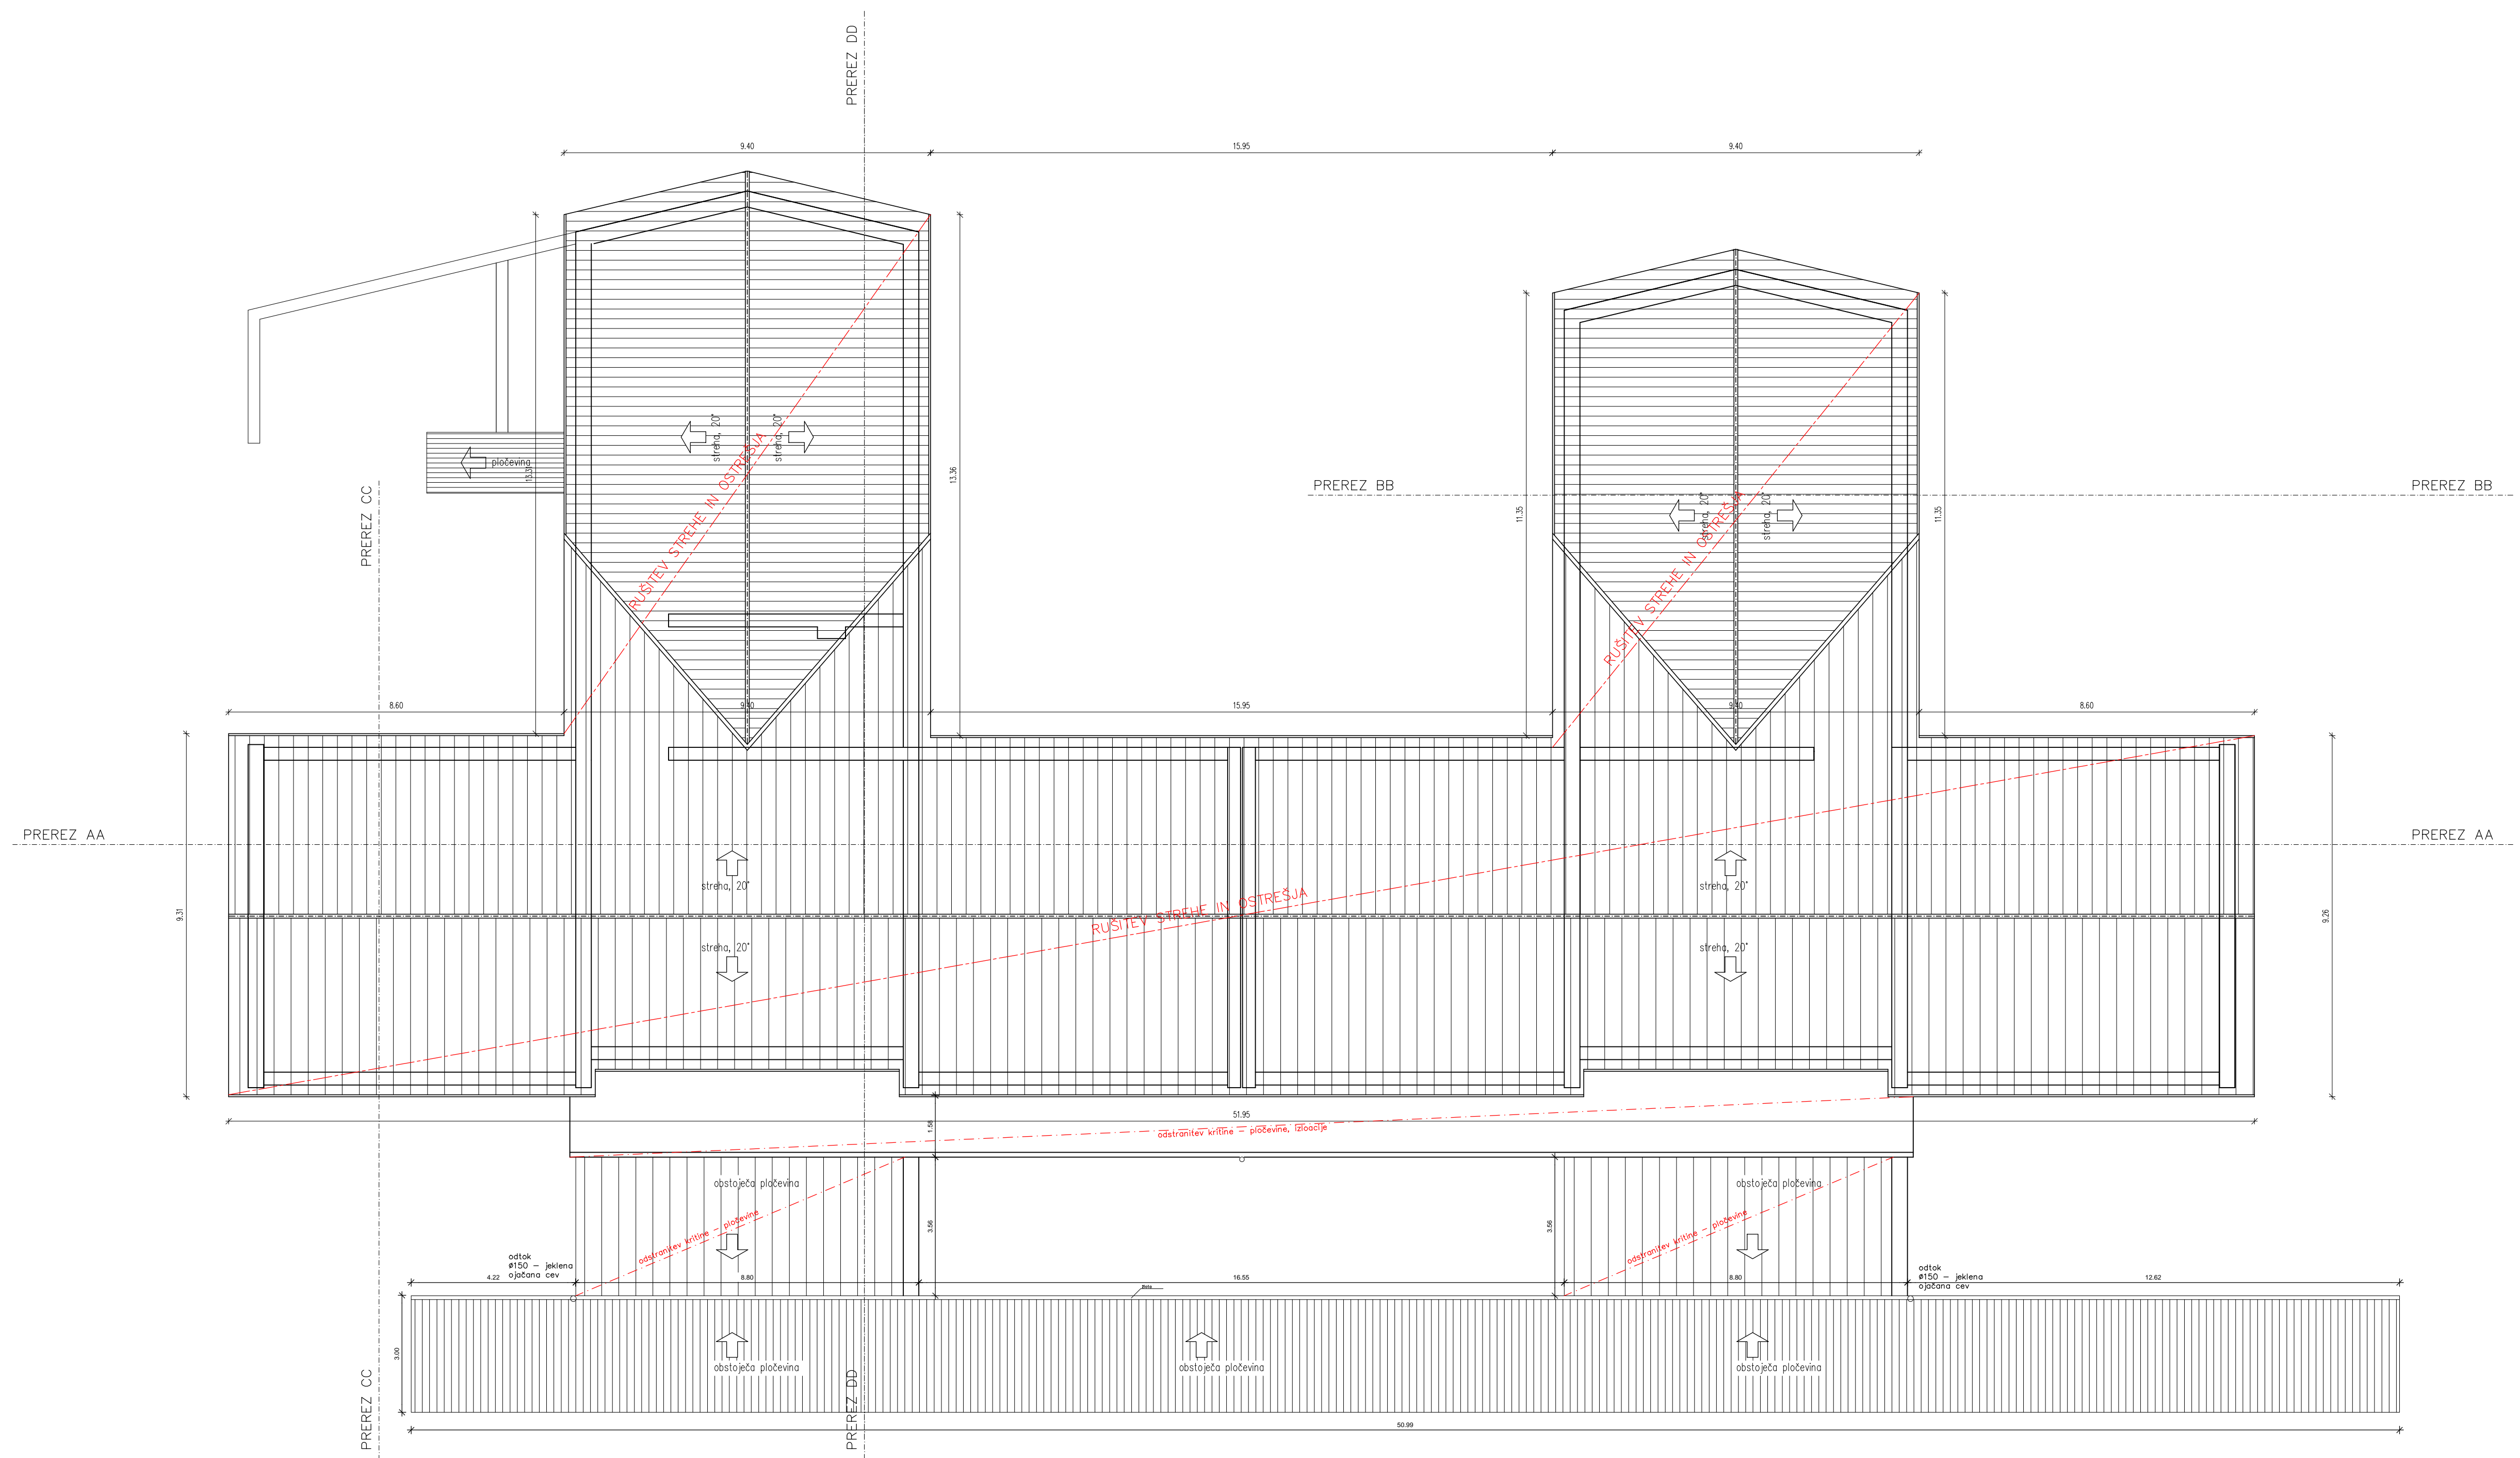 PREREZ DD
9.40
15.95
9.40
streha, 20°
streha, 20°
pločevina
13.31
13.36
RUŠITEV STREHE IN OSTREŠJA
PREREZ CC
PREREZ BB
PREREZ BB
11.35
11.35
streha, 20°
streha, 20°
RUŠITEV STREHE IN OSTREŠJA
8.60
9.40
15.95
9.40
8.60
PREREZ AA
PREREZ AA
9.31
9.26
streha, 20°
streha, 20°
RUŠITEV STREHE IN OSTREŠJA
streha, 20°
streha, 20°
51.95
1.58
odstranitev kritine – pločevine, izloacije
obstoječa pločevina
obstoječa pločevina
odstranitev kritine – pločevine
odstranitev kritine – pločevine
3.56
3.56
odtok
ø150 – jeklena
ojačana cev
odtok
ø150 – jeklena
ojačana cev
4.22
8.80
16.55
8.80
12.62
3.00
obstoječa pločevina
obstoječa pločevina
obstoječa pločevina
PREREZ CC
PREREZ DD
50.99